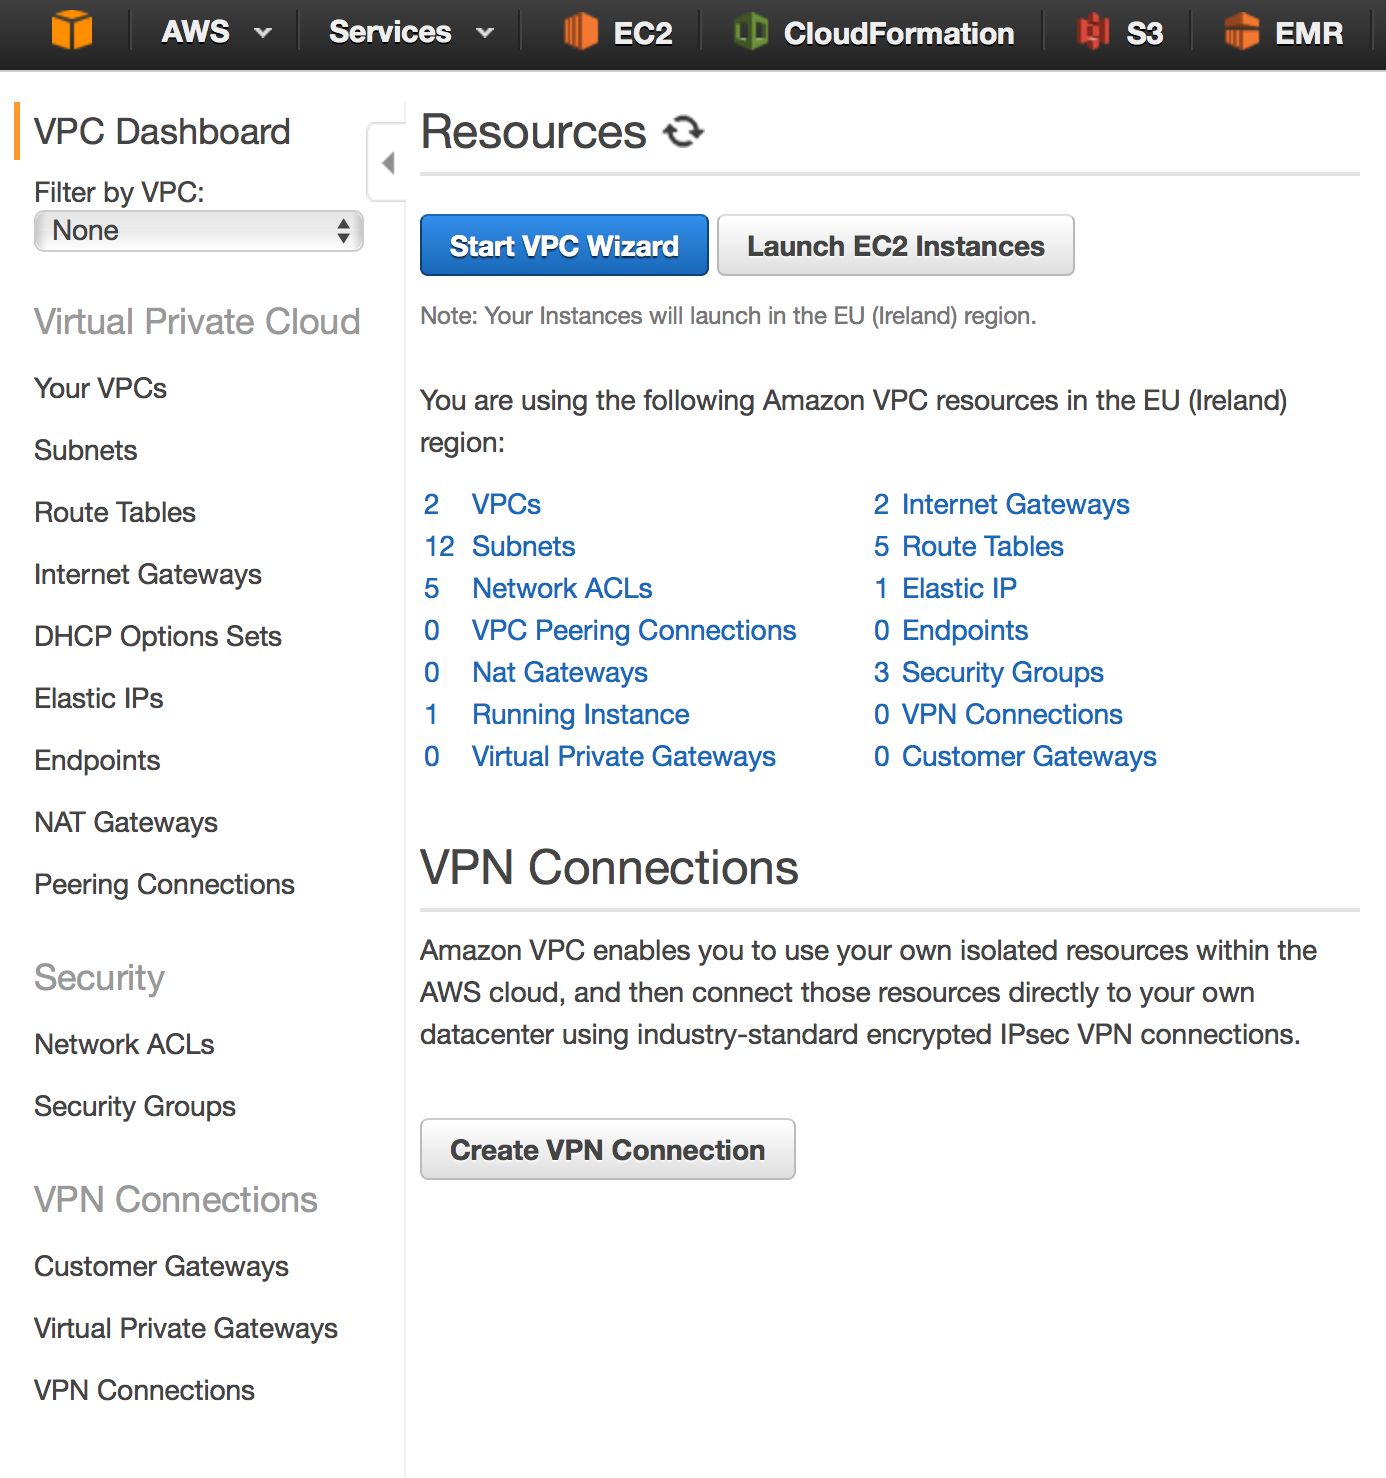 AWS Services EC2 CloudFormation S3 EMR
VPC Dashboard
Filter by VPC:
None
Virtual Private Cloud
Your VPCs
Subnets
Route Tables
Internet Gateways
DHCP Options Sets
Elastic IPs
Endpoints
NAT Gateways
Peering Connections
Security
Network ACLs
Security Groups
VPN Connections
Customer Gateways
Virtual Private Gateways
VPN Connections
Resources
Start VPC Wizard Launch EC2 Instances
Note: Your Instances will launch in the EU (Ireland) region.
You are using the following Amazon VPC resources in the EU (Ireland)
region:
2 VPCs 2 Internet Gateways
12 Subnets 5 Route Tables
5 Network ACLs 1 Elastic IP
0 VPC Peering Connections 0 Endpoints
0 Nat Gateways 3 Security Groups
1 Running Instance 0 VPN Connections
0 Virtual Private Gateways 0 Customer Gateways
VPN Connections
Amazon VPC enables you to use your own isolated resources within the
AWS cloud, and then connect those resources directly to your own
datacenter using industry-standard encrypted IPsec VPN connections.
Create VPN Connection